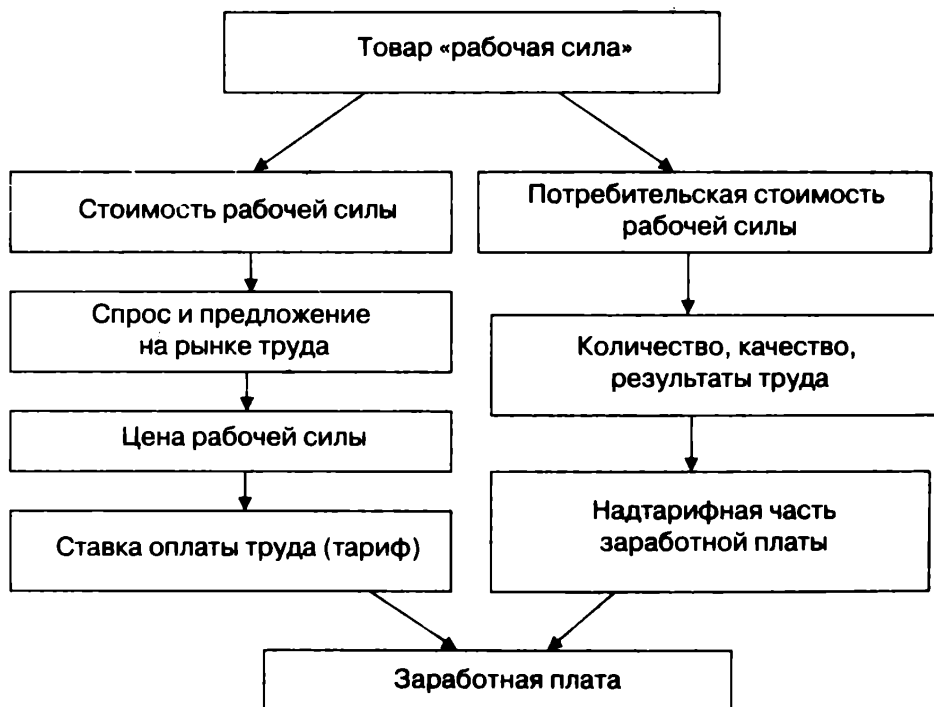 Товар «рабочая сила»
Стоимость рабочей силы
Потребительская стоимость
рабочей силы
Спрос и предложение
на рынке труда
Количество, качество,
результаты труда
Цена рабочей силы
Ставка оплаты труда (тариф)
Надтарифная часть
заработной платы
Заработная плата